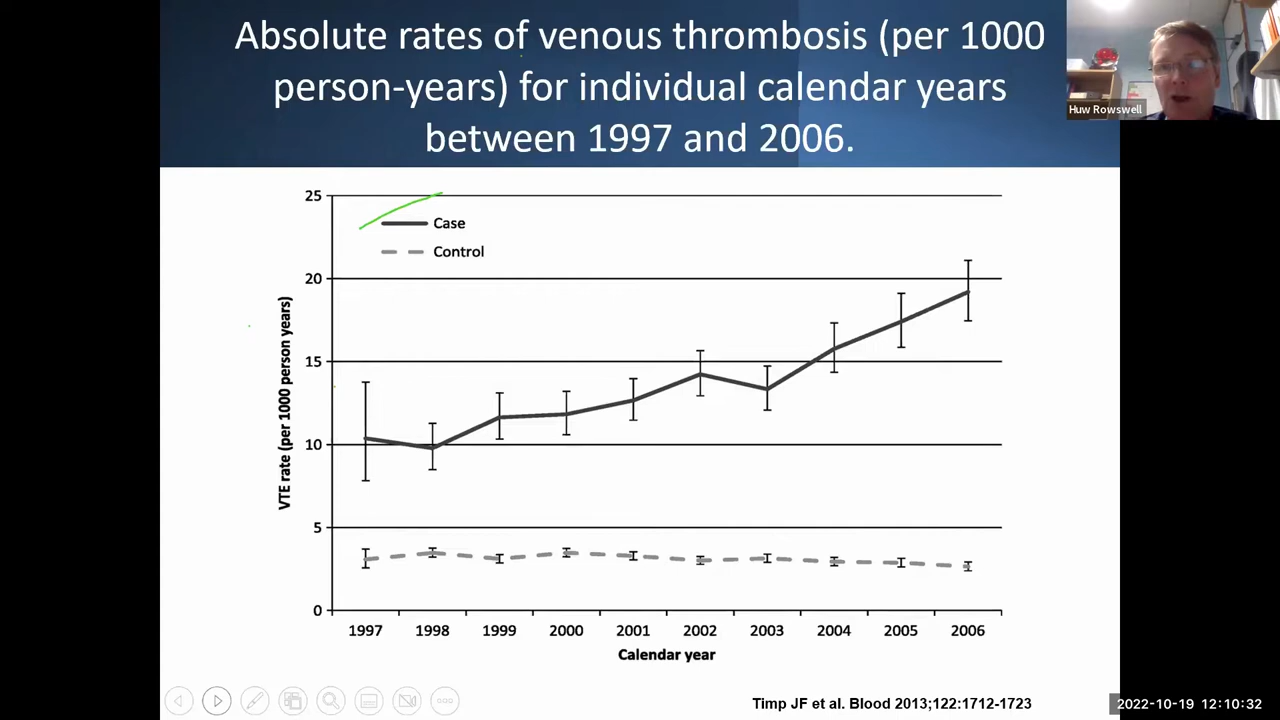 Absolute rates of venous thrombosis (per 1000
person-years) for individual calendar years
between 1997 and 2006.
Huw Rowswell
25
Case
Control
20
15
10
5
0
VTE rate (per 1000 person years)
1997 1998 1999 2000 2001 2002 2003 2004 2005 2006
Calendar year
Timp JF et al. Blood 2013;122:1712-1723
2022-10-19 12:10:32